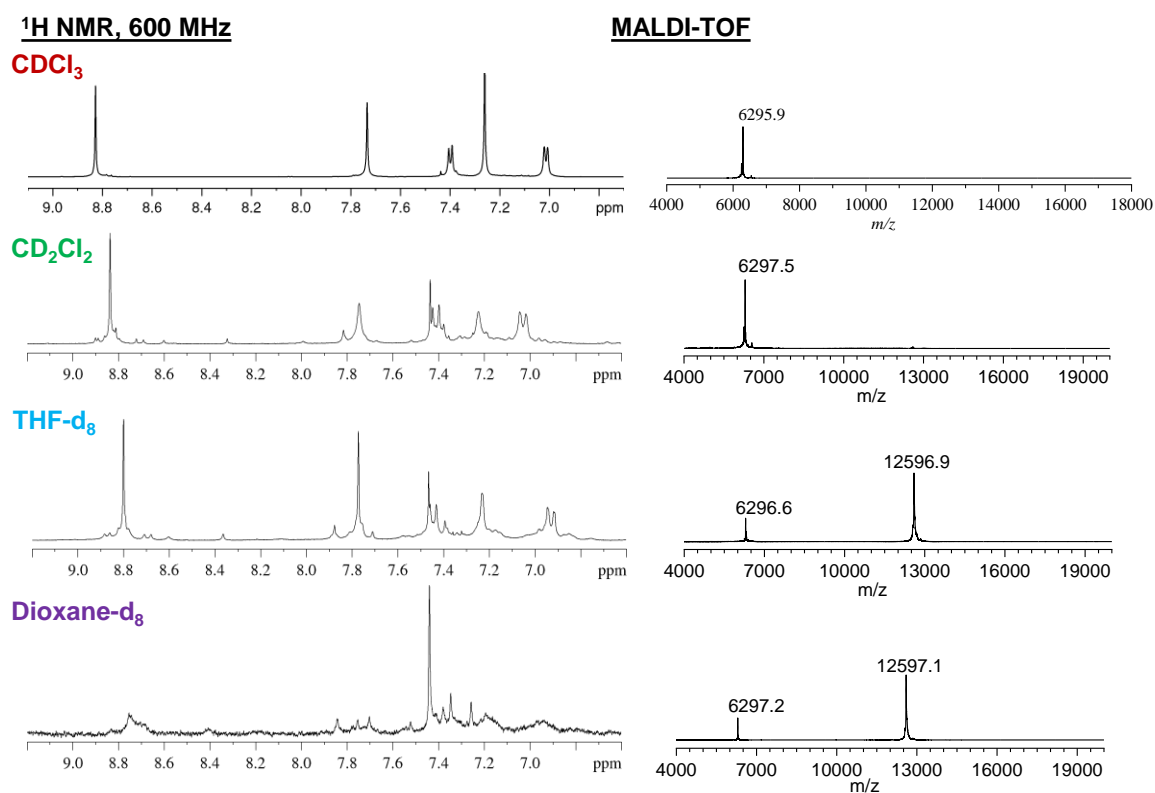 ¹H NMR, 600 MHz
MALDI-TOF
CDCl₃
6295.9
9.0 8.8 8.6 8.4 8.2 8.0 7.8 7.6 7.4 7.2 7.0 ppm
4000 6000 8000 10000 12000 14000 16000 18000
m/z
CD₂Cl₂
6297.5
9.0 8.8 8.6 8.4 8.2 8.0 7.8 7.6 7.4 7.2 7.0 ppm
4000 7000 10000 13000 16000 19000
m/z
THF-d₈
12596.9
6296.6
9.0 8.8 8.6 8.4 8.2 8.0 7.8 7.6 7.4 7.2 7.0 ppm
4000 7000 10000 13000 16000 19000
m/z
Dioxane-d₈
12597.1
6297.2
9.0 8.8 8.6 8.4 8.2 8.0 7.8 7.6 7.4 7.2 7.0 ppm
4000 7000 10000 13000 16000 19000
m/z